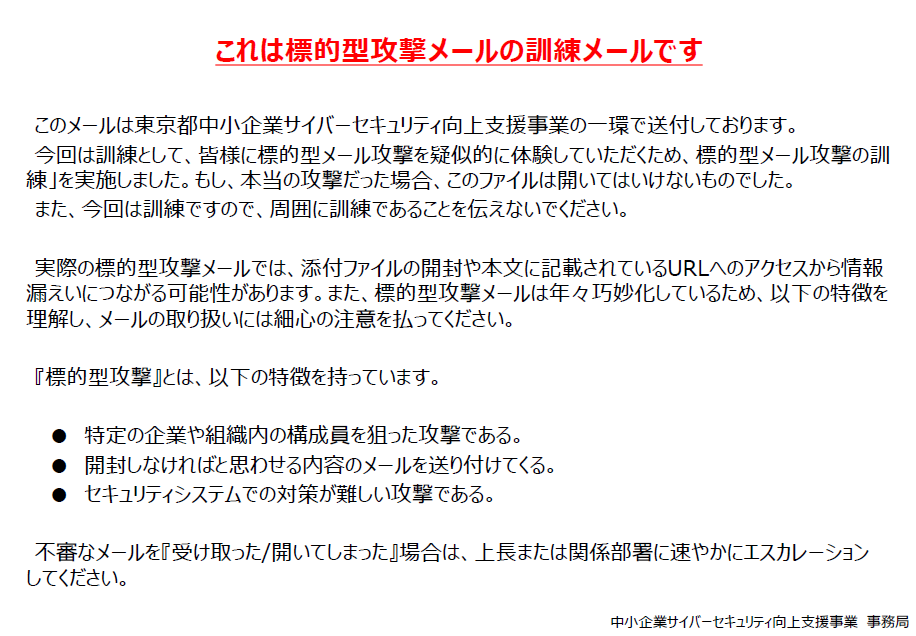 これは標的型攻撃メールの訓練メールです
このメールは東京都中小企業サイバーセキュリティ向上支援事業の一環で送付しております。
今回は訓練として、皆様に標的型メール攻撃を疑似的に体験していただくため、標的型メール攻撃の訓
練」を実施しました。もし、本当の攻撃だった場合、このファイルは開いてはいけないものでした。
また、今回は訓練ですので、周囲に訓練であることを伝えないでください。
実際の標的型攻撃メールでは、添付ファイルの開封や本文に記載されているURLへのアクセスから情報
漏えいにつながる可能性があります。また、標的型攻撃メールは年々巧妙化しているため、以下の特徴を
理解し、メールの取り扱いには細心の注意を払ってください。
『標的型攻撃』とは、以下の特徴を持っています。
● 特定の企業や組織内の構成員を狙った攻撃である。
● 開封しなければと思わせる内容のメールを送り付けてくる。
● セキュリティシステムでの対策が難しい攻撃である。
不審なメールを『受け取った/開いてしまった』場合は、上長または関係部署に速やかにエスカレーション
してください。
中小企業サイバーセキュリティ向上支援事業 事務局